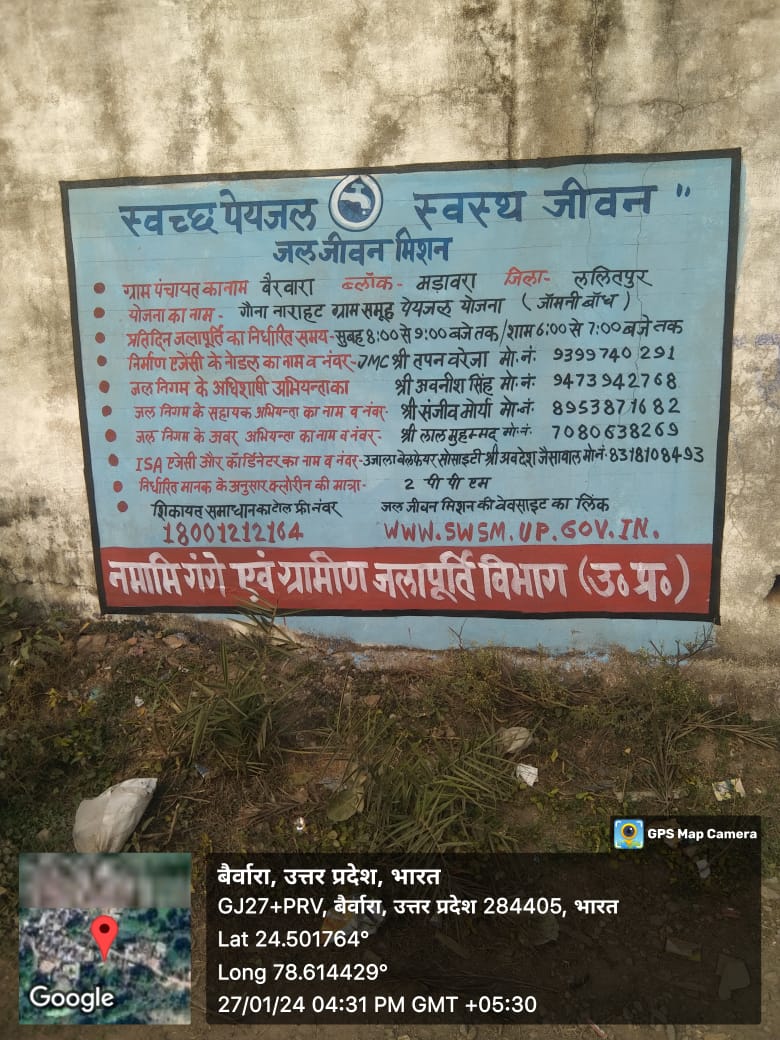 स्वच्छ पेयजल स्वस्थ जीवन "
जल जीवन मिशन
ग्राम पंचायत का नाम बैरवारा ब्लॉक- मड़ावरा जिला- ललितपुर
योजना का नाम- गौना नाराहट ग्राम समूह पेयजल योजना (जॉमनी बाँध)
प्रतिदिन जलापूर्ति का निर्धारित समय-सुबह 8:00 से 9:00 बजे तक/शाम 6:00 से 7:00 बजे तक
निर्माण एजेंसी के नोडल का नाम व नंबर-JMC श्री तपन वरेजा मो॰नं॰ 9399740291
जल निगम के अधिशाषी अभियन्ता का श्री अवनीश सिंह मो॰नं॰ 9473942768
जल निगम के सहायक अभियन्ता का नाम व नंबर- श्री संजीव मोर्या मो॰नं॰ 8953871682
जल निगम के अवर अभियन्ता का नाम व नंबर- श्री लाल मुहम्मद मो॰नं॰ 7080638269
ISA एजेंसी और कॉर्डिनेटर का नाम व नंबर-उजाला वेलफेयर सोसाइटी श्री अवदेश जैसवाल मो॰नं॰ 8318108493
निर्धारित मानक के अनुसार क्लोरीन की मात्रा- 2 पी पी एम
शिकायत समाधान का टोल फ्री नंबर जल जीवन मिशन की वेवसाइट का लिंक
18001212164 WWW.SWSM.UP.GOV.IN.
नमामि गंगे एवं ग्रामीण जलापूर्ति विभाग (उ॰प्र॰)
GPS Map Camera
बैर्वारा, उत्तर प्रदेश, भारत
GJ27+PRV, बैर्वारा, उत्तर प्रदेश 284405, भारत
Lat 24.501764°
Long 78.614429°
27/01/24 04:31 PM GMT +05:30
Google